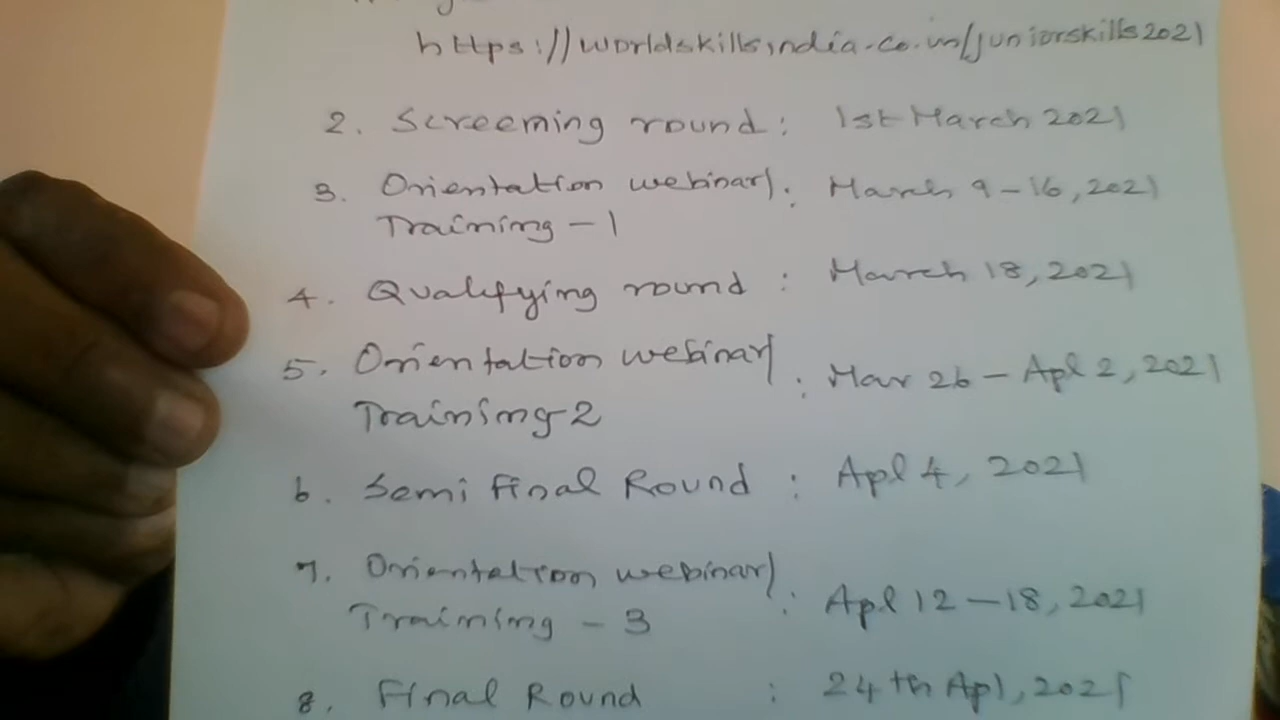 https://worldskillsindia.co.in/juniorskills2021
2. Screening round : 1st March 2021
3. Orientation webinar/ : March 9-16, 2021
Training - 1
4. Qualifying round : March 18, 2021
5. Orientation webinar/ : Mar 26 - Apl 2, 2021
Training-2
6. Semi Final Round : Apl 4, 2021
7. Orientation webinar/ : Apl 12-18, 2021
Training - 3
8. Final Round : 24th Apl, 2021